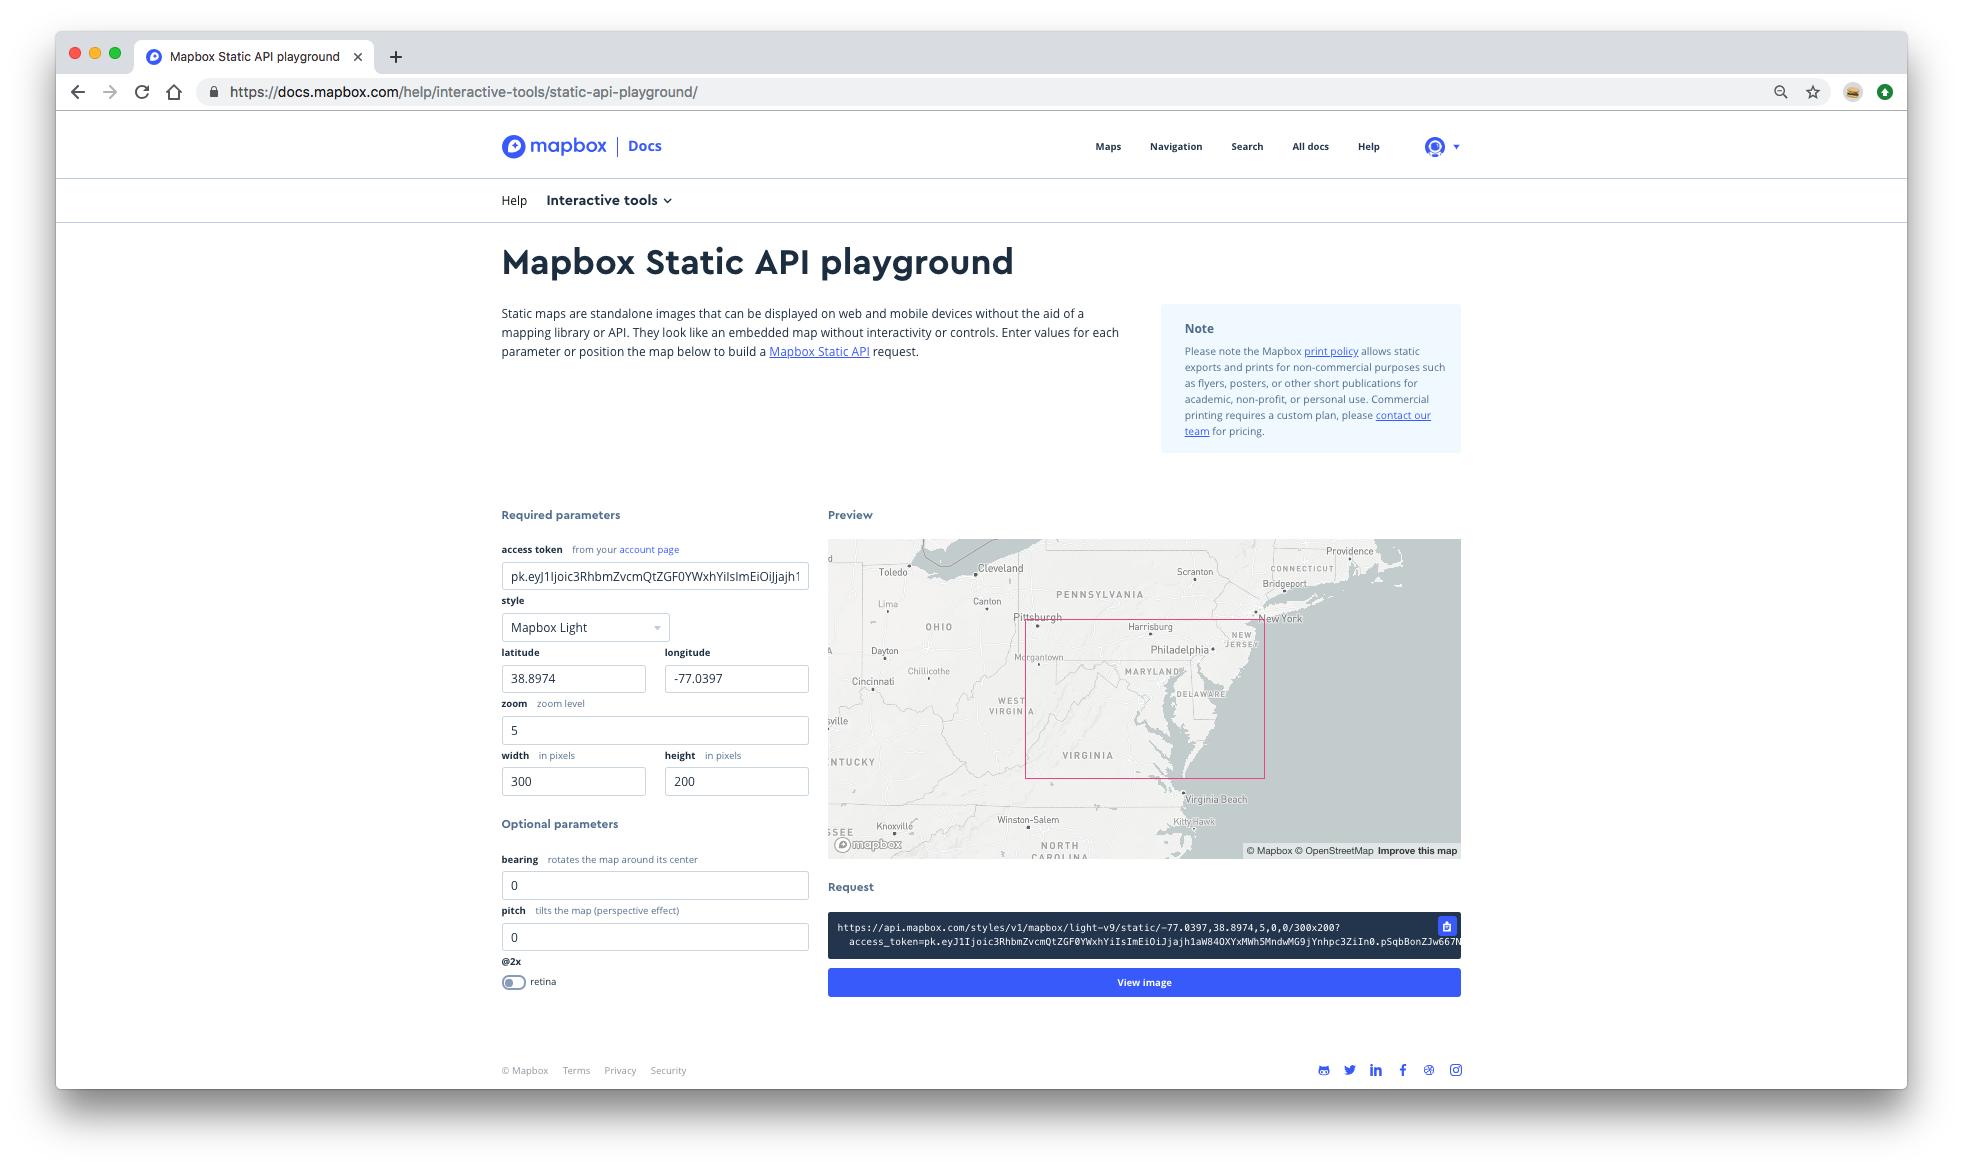 Mapbox Static API playground
https://docs.mapbox.com/help/interactive-tools/static-api-playground/
mapbox | Docs
Maps Navigation Search All docs Help
Help Interactive tools
Mapbox Static API playground
Static maps are standalone images that can be displayed on web and mobile devices without the aid of a
mapping library or API. They look like an embedded map without interactivity or controls. Enter values for each
parameter or position the map below to build a Mapbox Static API request.
Note
Please note the Mapbox print policy allows static
exports and prints for non-commercial purposes such
as flyers, posters, or other short publications for
academic, non-profit, or personal use. Commercial
printing requires a custom plan, please contact our
team for pricing.
Required parameters
access token from your account page
style
Mapbox Light
latitude longitude
38.8974 -77.0397
zoom zoom level
5
width in pixels height in pixels
300 200
Optional parameters
bearing rotates the map around its center
0
pitch tilts the map (perspective effect)
0
@2x
retina
Preview
Providence
Toledo Cleveland Scranton CONNECTICUT
Bridgeport
PENNSYLVANIA
Lima Canton
Pittsburgh New York
OHIO Harrisburg
NEW
JERSEY
Dayton Philadelphia
Morgantown
Chillicothe MARYLAND
Cincinnati
DELAWARE
WEST
VIRGINIA
sville
VIRGINIA
NTUCKY
Virginia Beach
Winston-Salem Kitty Hawk
SSEE Knoxville
NORTH
CAROLINA
mapbox
© Mapbox © OpenStreetMap Improve this map
Request
https://api.mapbox.com/styles/v1/mapbox/light-v9/static/-77.0397,38.8974,5,0,0/300x200?
View image
© Mapbox Terms Privacy Security